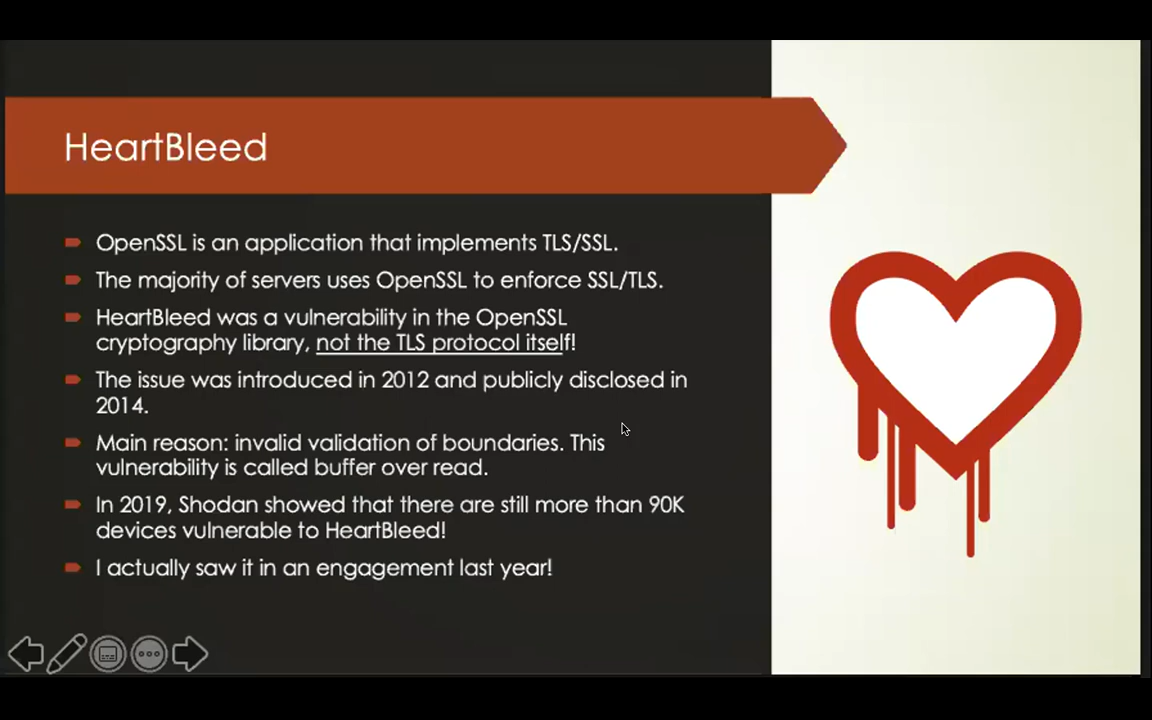 HeartBleed
OpenSSL is an application that implements TLS/SSL.
The majority of servers uses OpenSSL to enforce SSL/TLS.
HeartBleed was a vulnerability in the OpenSSL
cryptography library, not the TLS protocol itself!
The issue was introduced in 2012 and publicly disclosed in
2014.
Main reason: invalid validation of boundaries. This
vulnerability is called buffer over read.
In 2019, Shodan showed that there are still more than 90K
devices vulnerable to HeartBleed!
I actually saw it in an engagement last year!